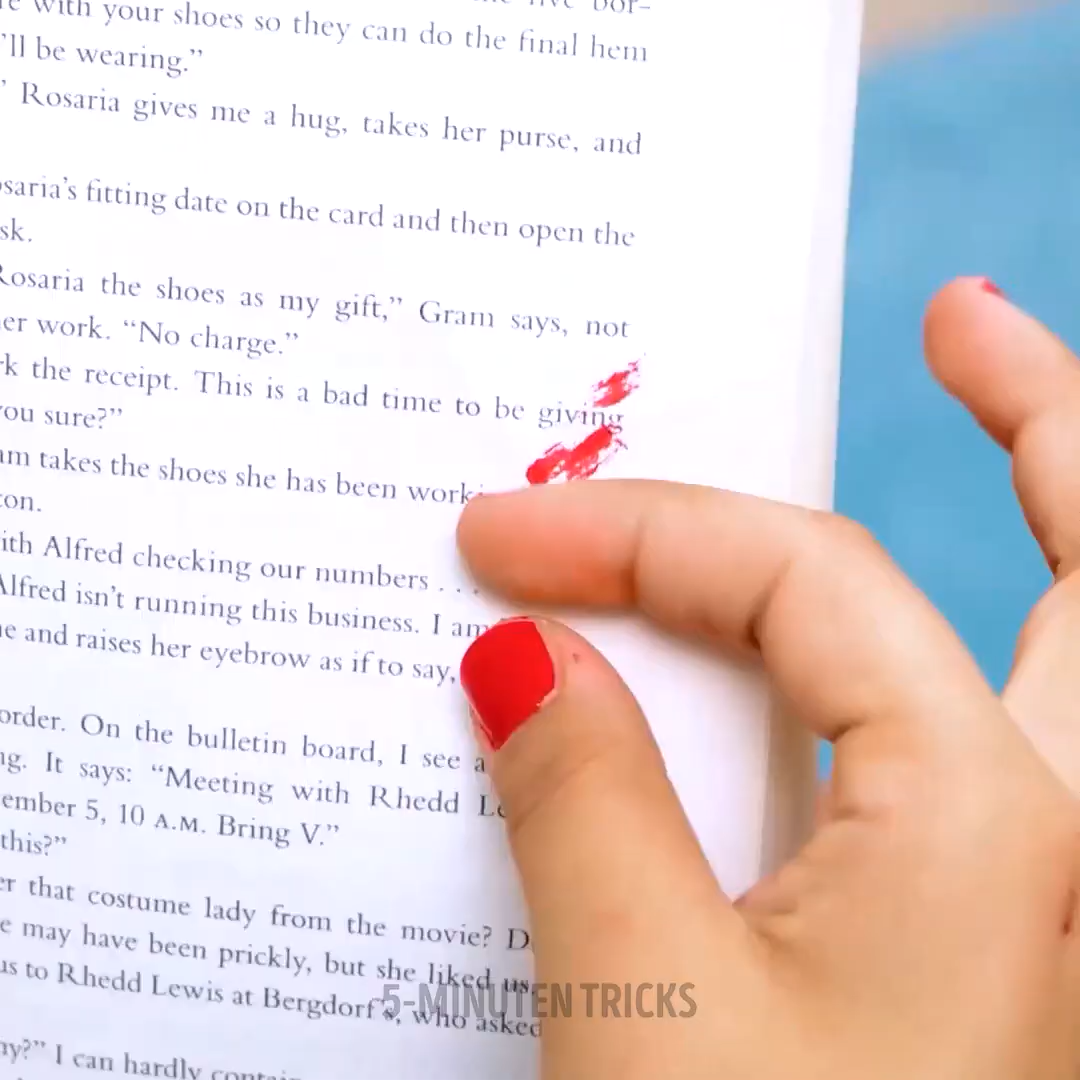 with your shoes so they can do the final hem
'll be wearing.”
” Rosaria gives me a hug, takes her purse, and
osaria's fitting date on the card and then open the
sk.
Rosaria the shoes as my gift,” Gram says, not
er work. “No charge.”
k the receipt. This is a bad time to be giving
you sure?”
am takes the shoes she has been work
ton.
ith Alfred checking our numbers . . .
Alfred isn't running this business. I am
e and raises her eyebrow as if to say,
order. On the bulletin board, I see a
ng. It says: “Meeting with Rhedd Le
ember 5, 10 A.M. Bring V.”
this?”
er that costume lady from the movie? D
e may have been prickly, but she liked us.
us to Rhedd Lewis at Bergdorf's, who asked
hy?” I can hardly contain
5-MINUTEN TRICKS